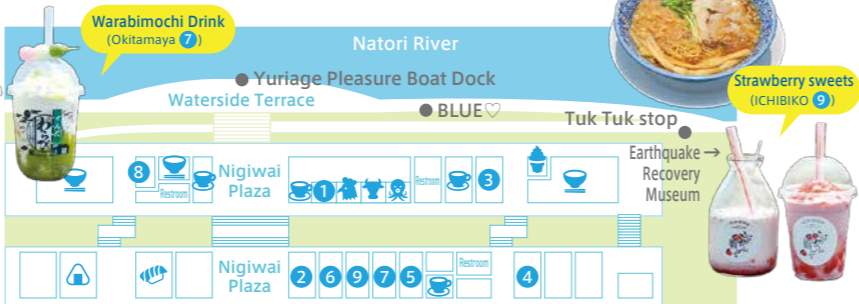 Warabimochi Drink
(Okitamaya 7)
Natori River
Yuriage Pleasure Boat Dock
Waterside Terrace
BLUE♡
Tuk Tuk stop
Strawberry sweets
(ICHIBIKO 9)
Earthquake →
Recovery
Museum
8
Restroom
Nigiwai
Plaza
1
Restroom
3
Nigiwai
Plaza
2 6 9 7 5
Restroom
4